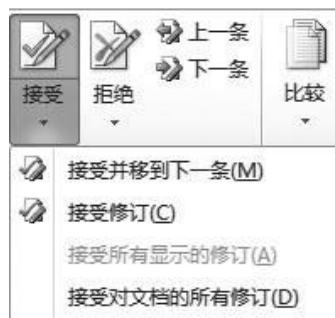 上一条
下一条
接受 拒绝 比较
接受并移到下一条(M)
接受修订(C)
接受所有显示的修订(A)
接受对文档的所有修订(D)